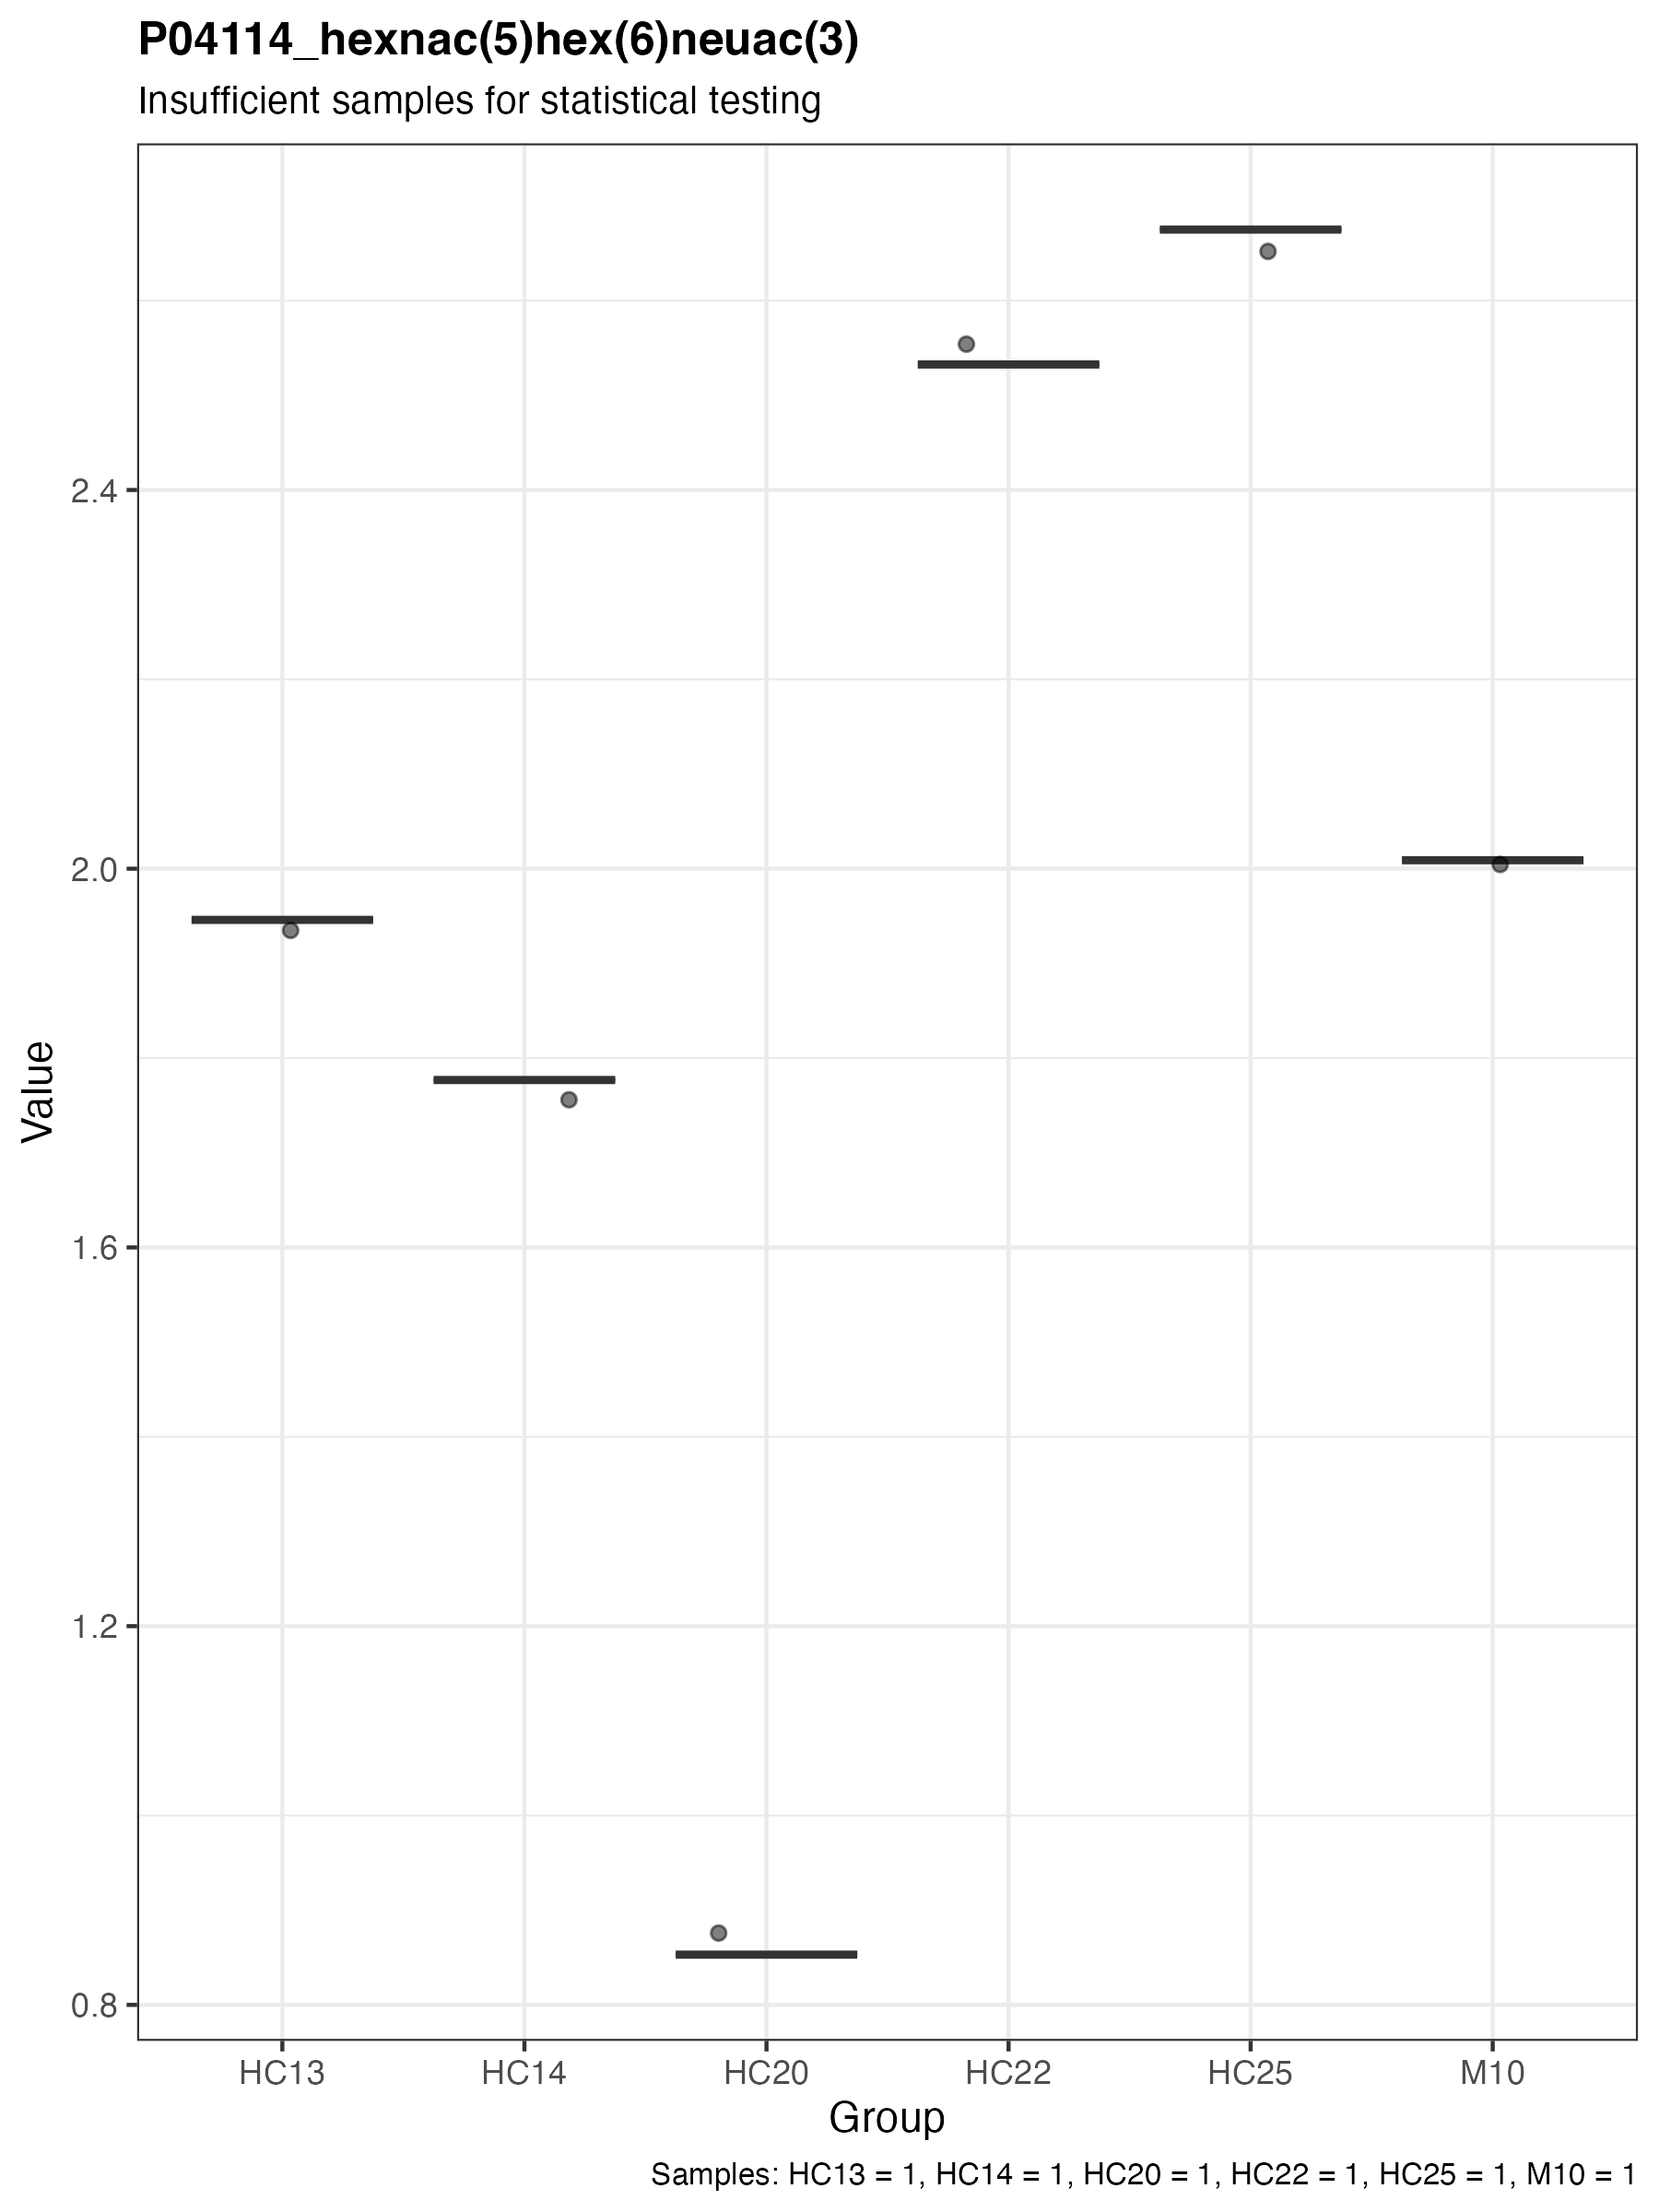 P04114_hexnac(5)hex(6)neuac(3)
Insufficient samples for statistical testing
Value
2.4
2.0
1.6
1.2
0.8
HC13 HC14 HC20 HC22 HC25 M10
Group
Samples: HC13 = 1, HC14 = 1, HC20 = 1, HC22 = 1, HC25 = 1, M10 = 1